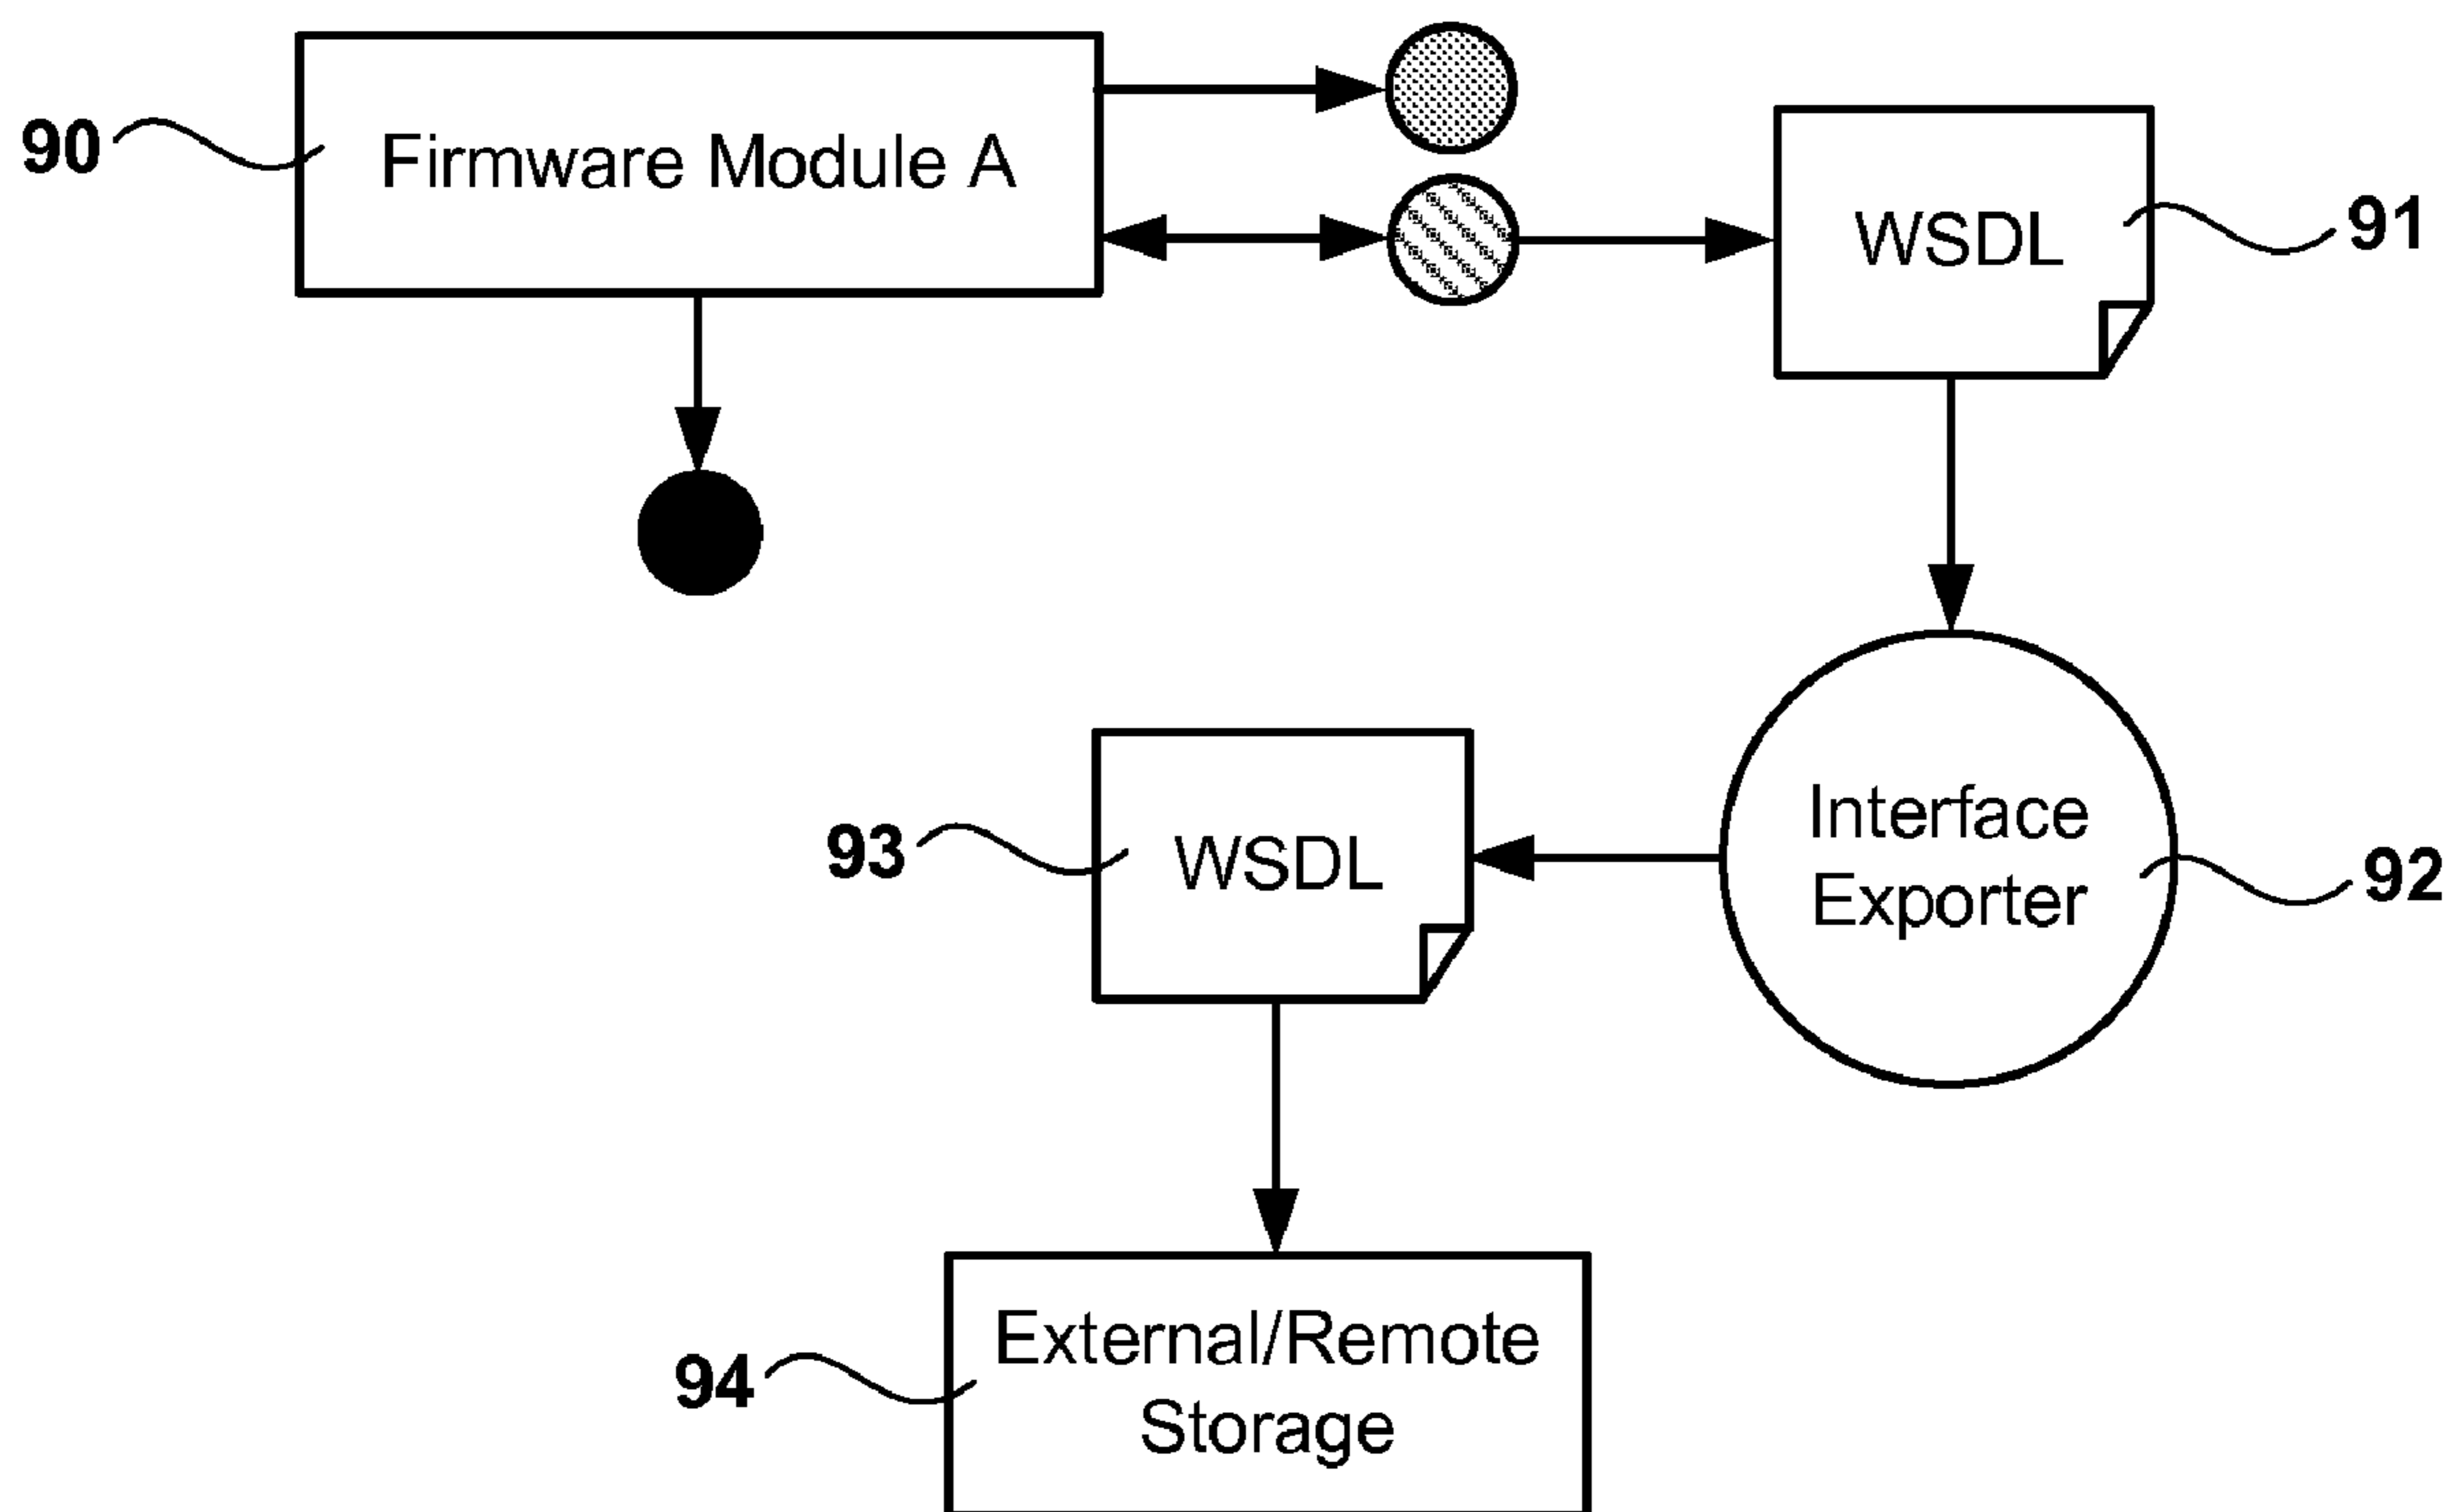 90
Firmware Module A
WSDL
91
93
WSDL
Interface
Exporter
92
94
External/Remote
Storage